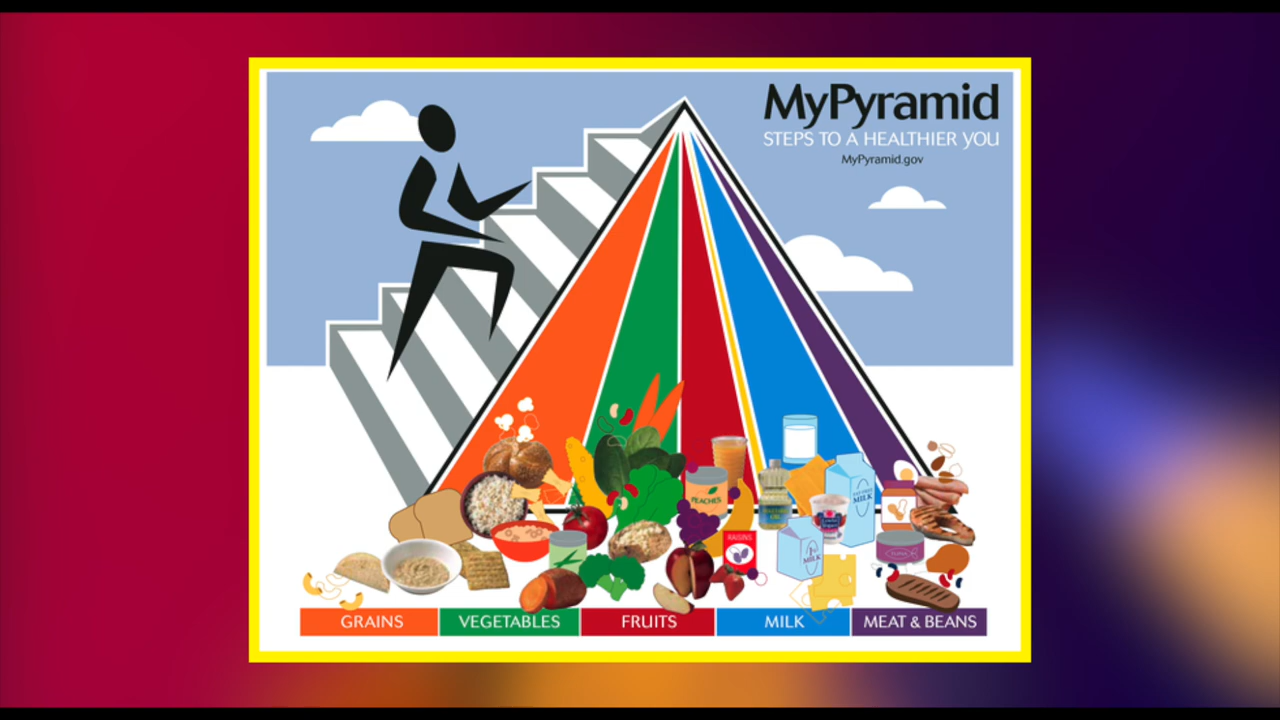 MyPyramid
STEPS TO A HEALTHIER YOU
MyPyramid.gov
PEACHES
RAISINS
MILK
MILK
GRAINS
VEGETABLES
FRUITS
MILK
MEAT & BEANS